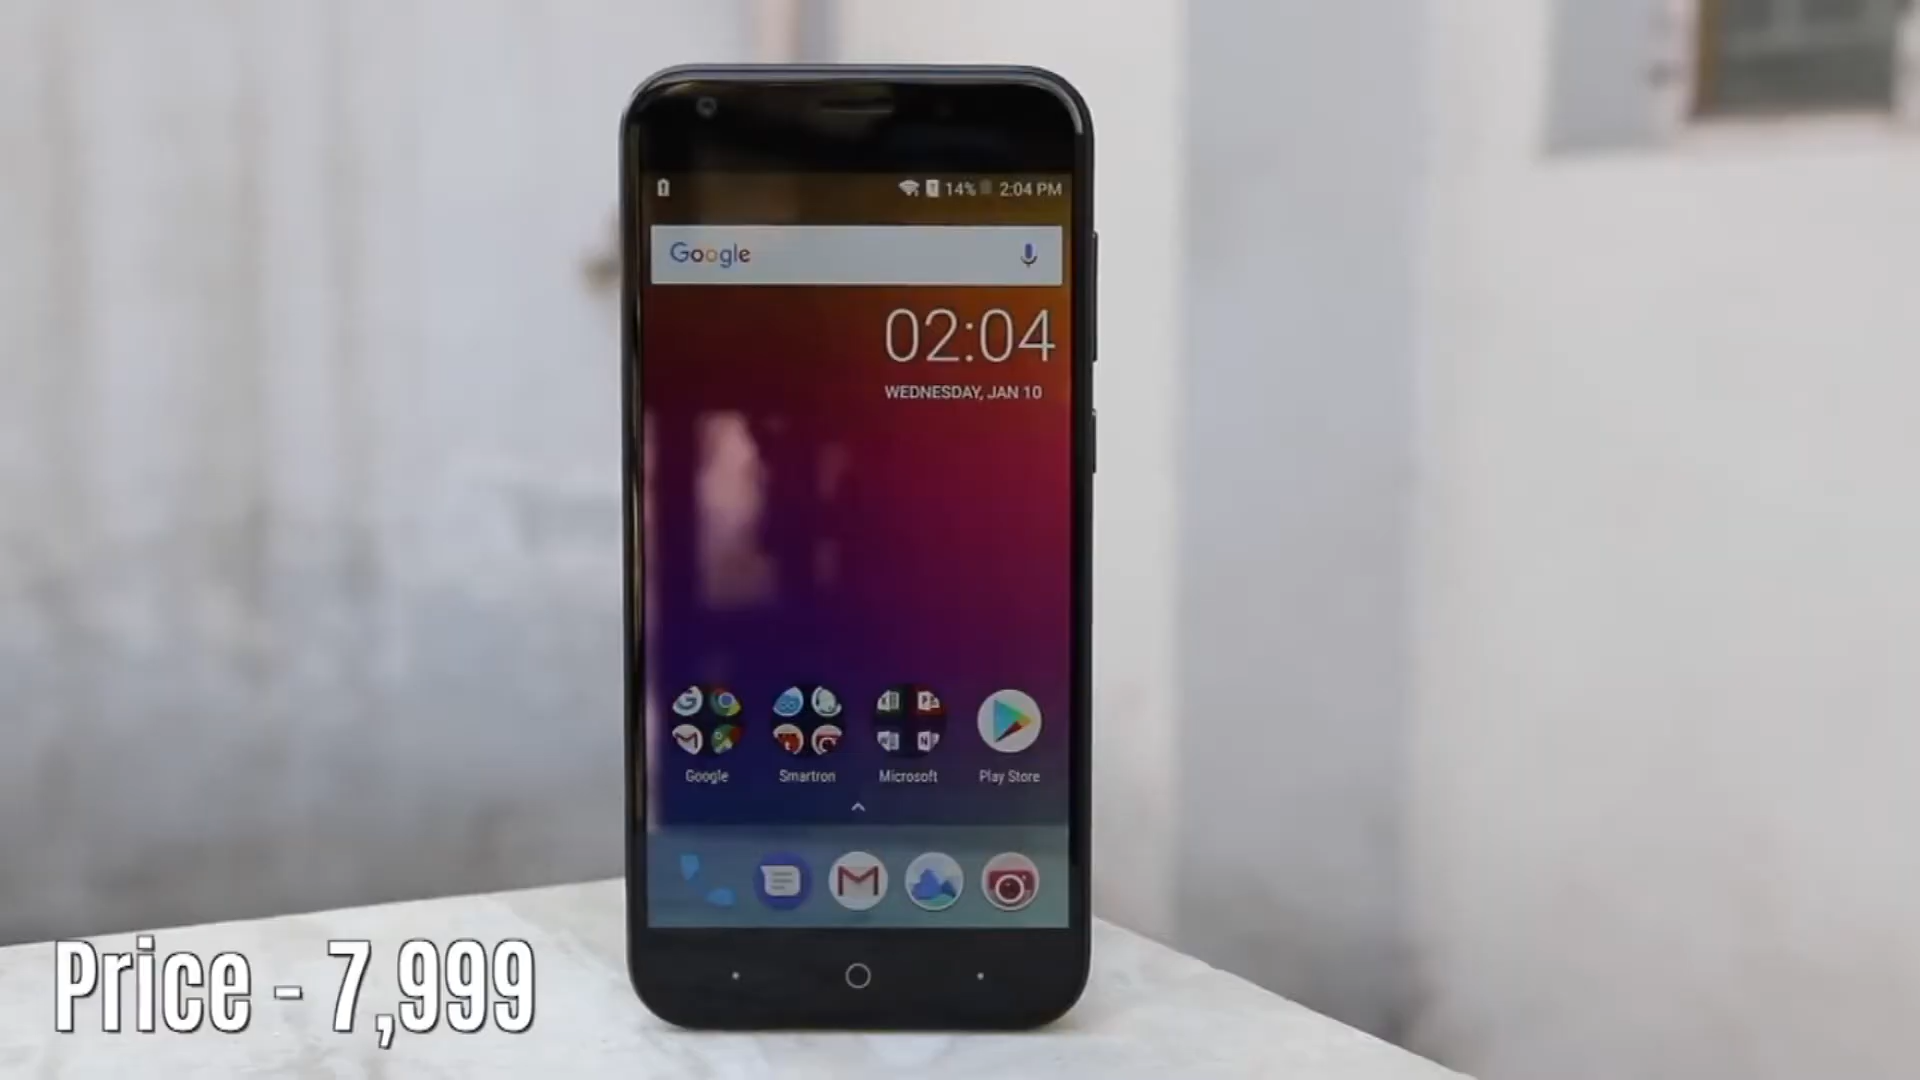 14% 2:04 PM
Google
02:04
WEDNESDAY, JAN 10
Google Smartron Microsoft Play Store
Price - 7,999